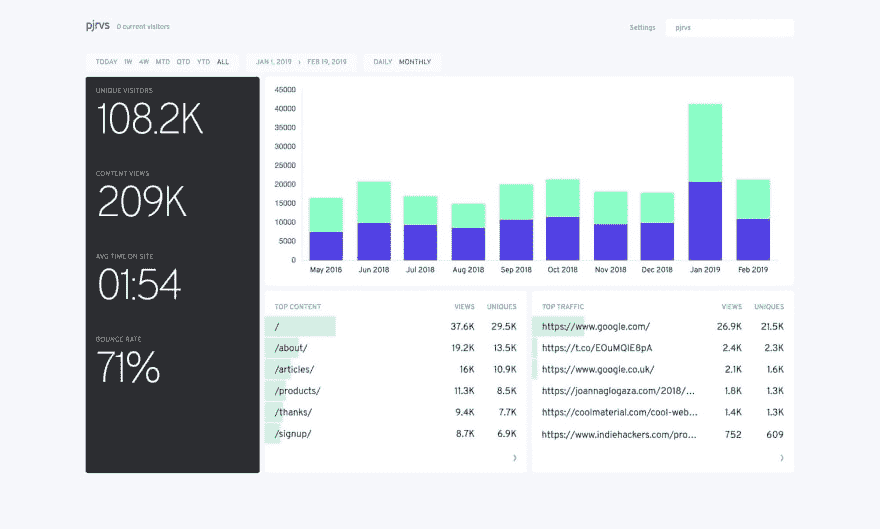 pjrvs 0 current visitors
Settings pjrvs
TODAY 1W 4W MTD QTD YTD ALL JAN 1, 2019 › FEB 19, 2019 DAILY MONTHLY
UNIQUE VISITORS
108.2K
CONTENT VIEWS
209K
AVG TIME ON SITE
01:54
BOUNCE RATE
71%
45000
40000
35000
30000
25000
20000
15000
10000
5000
0
May 2018 Jun 2018 Jul 2018 Aug 2018 Sep 2018 Oct 2018 Nov 2018 Dec 2018 Jan 2019 Feb 2019
TOP CONTENT VIEWS UNIQUES
/ 37.6K 29.5K
/about/ 19.2K 13.5K
/articles/ 16K 10.9K
/products/ 11.3K 8.5K
/thanks/ 9.4K 7.7K
/signup/ 8.7K 6.9K
›
TOP TRAFFIC VIEWS UNIQUES
https://www.google.com/ 26.9K 21.5K
https://t.co/EOuMQIE8pA 2.4K 2.3K
https://www.google.co.uk/ 2.1K 1.6K
https://joannaglogaza.com/2018/... 1.8K 1.3K
https://coolmaterial.com/cool-web... 1.4K 1.3K
https://www.indiehackers.com/pro... 752 609
›